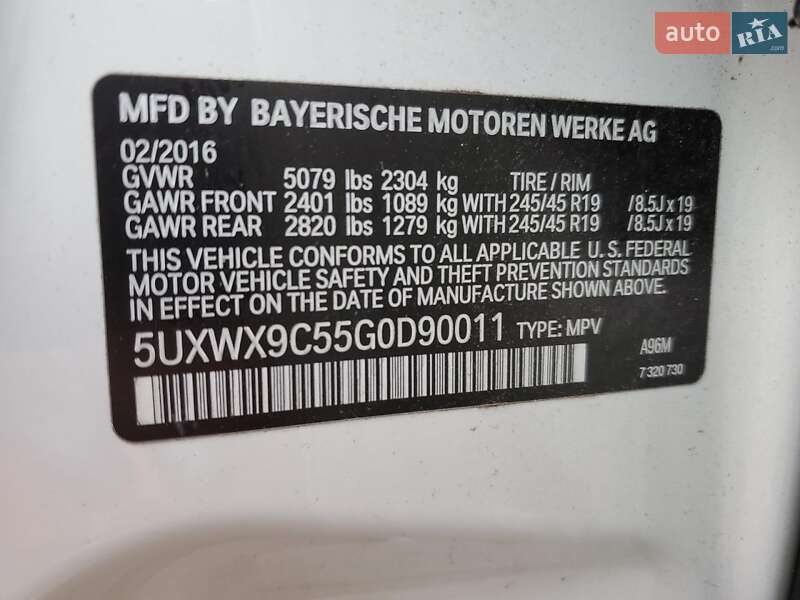 auto RIA.com
MFD BY BAYERISCHE MOTOREN WERKE AG
02/2016
GVWR 5079 lbs 2304 kg TIRE / RIM
GAWR FRONT 2401 lbs 1089 kg WITH 245/45 R19 /8.5J x 19
GAWR REAR 2820 lbs 1279 kg WITH 245/45 R19 /8.5J x 19
THIS VEHICLE CONFORMS TO ALL APPLICABLE U. S. FEDERAL
MOTOR VEHICLE SAFETY AND THEFT PREVENTION STANDARDS
IN EFFECT ON THE DATE OF MANUFACTURE SHOWN ABOVE.
5UXWX9C55G0D90011 TYPE: MPV
A96M
7 320 730